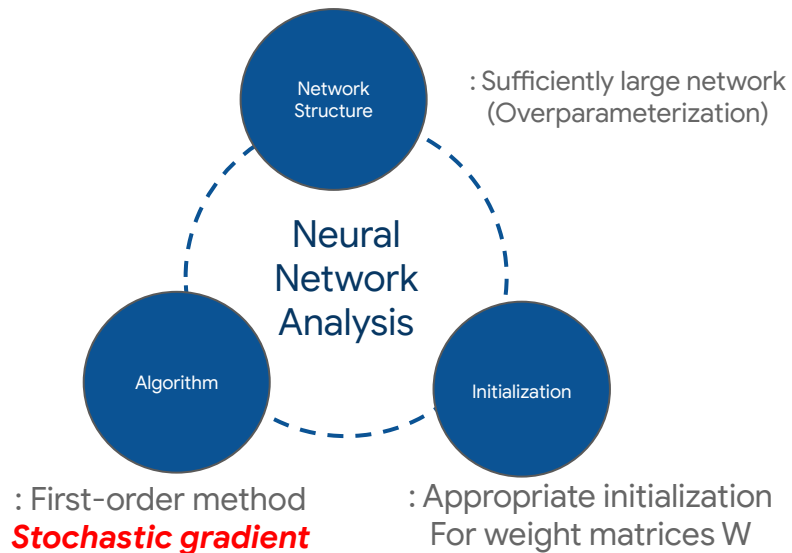 Network
Structure
: Sufficiently large network
(Overparameterization)
Neural
Network
Analysis
Algorithm
Initialization
: First-order method
Stochastic gradient
: Appropriate initialization
For weight matrices W